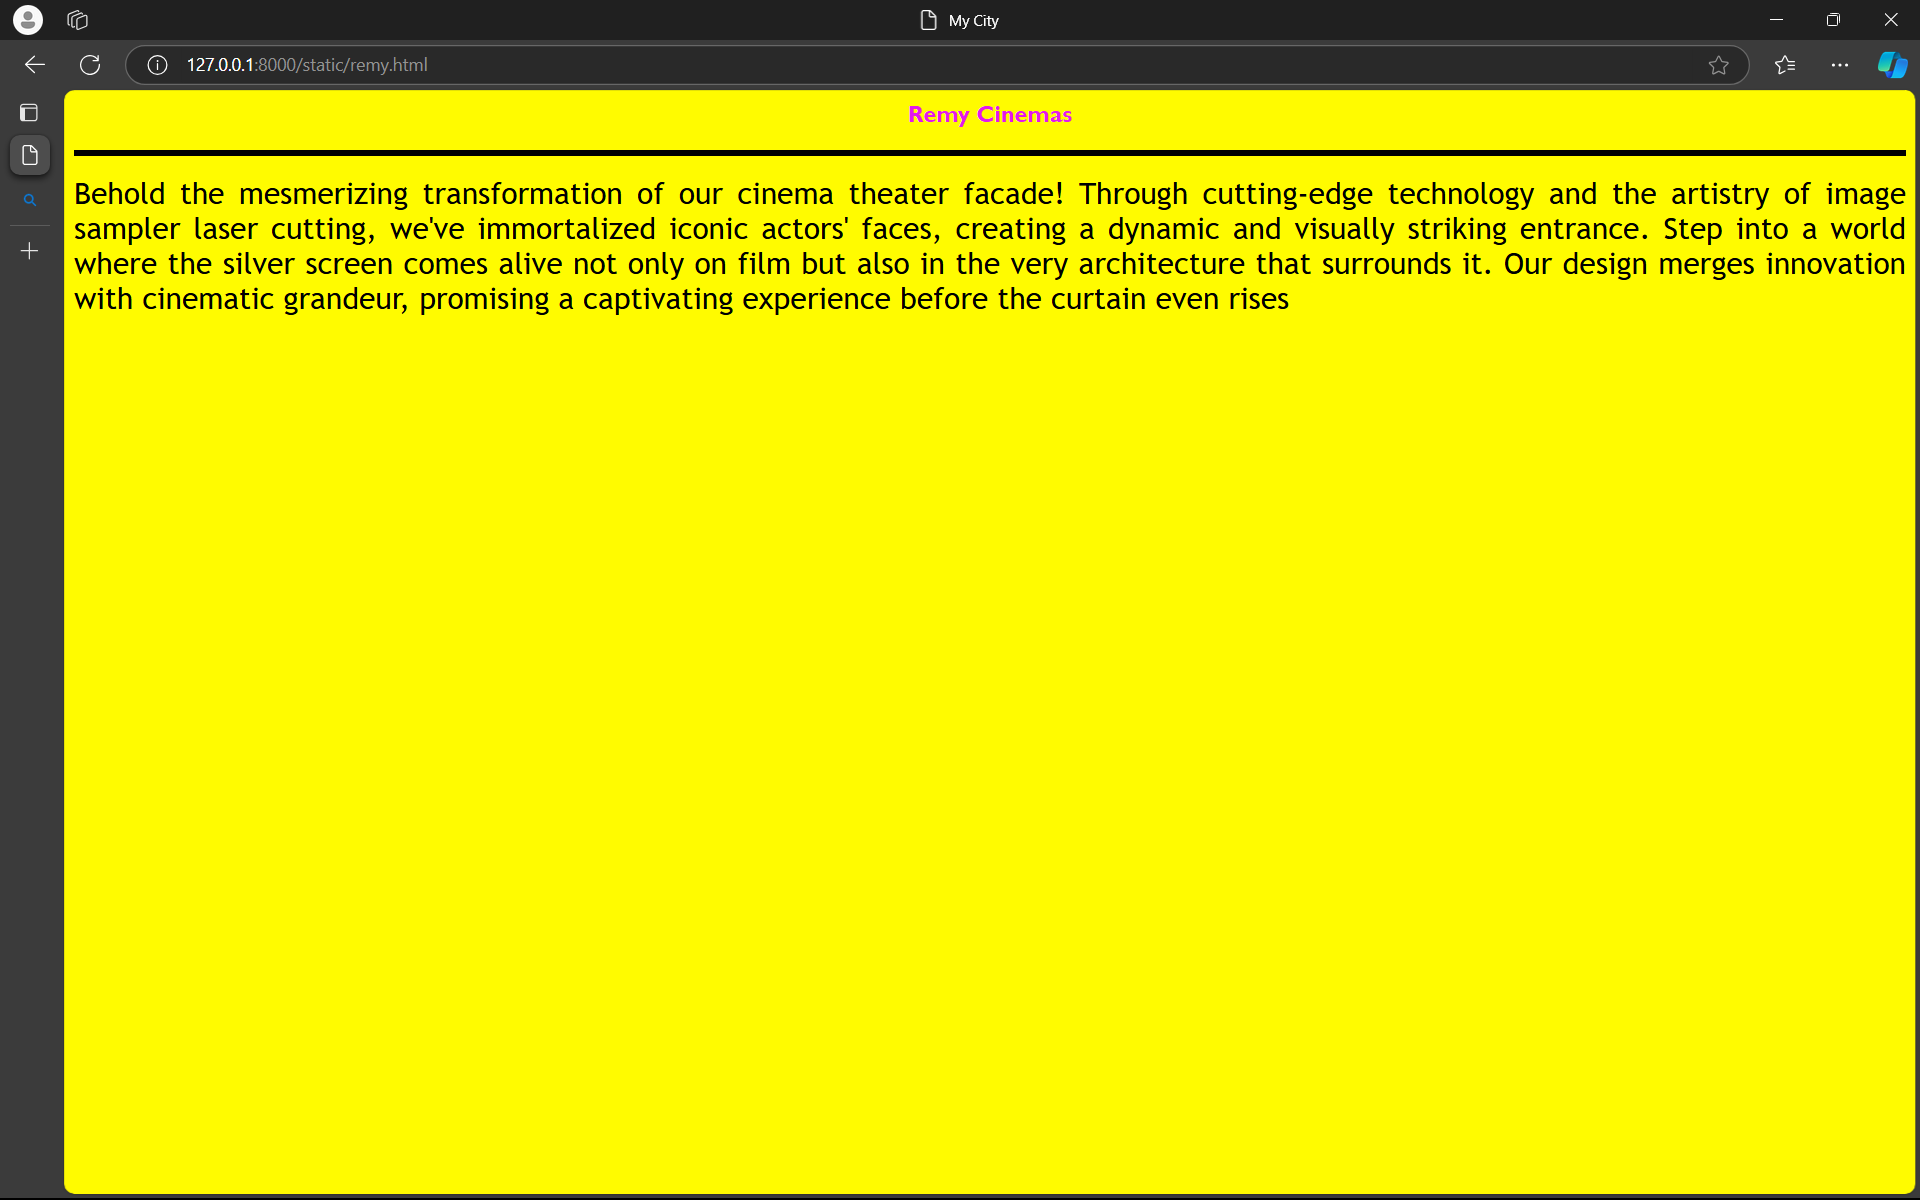 My City
127.0.0.1:8000/static/remy.html
Remy Cinemas
Behold the mesmerizing transformation of our cinema theater facade! Through cutting-edge technology and the artistry of image
sampler laser cutting, we've immortalized iconic actors' faces, creating a dynamic and visually striking entrance. Step into a world
where the silver screen comes alive not only on film but also in the very architecture that surrounds it. Our design merges innovation
with cinematic grandeur, promising a captivating experience before the curtain even rises